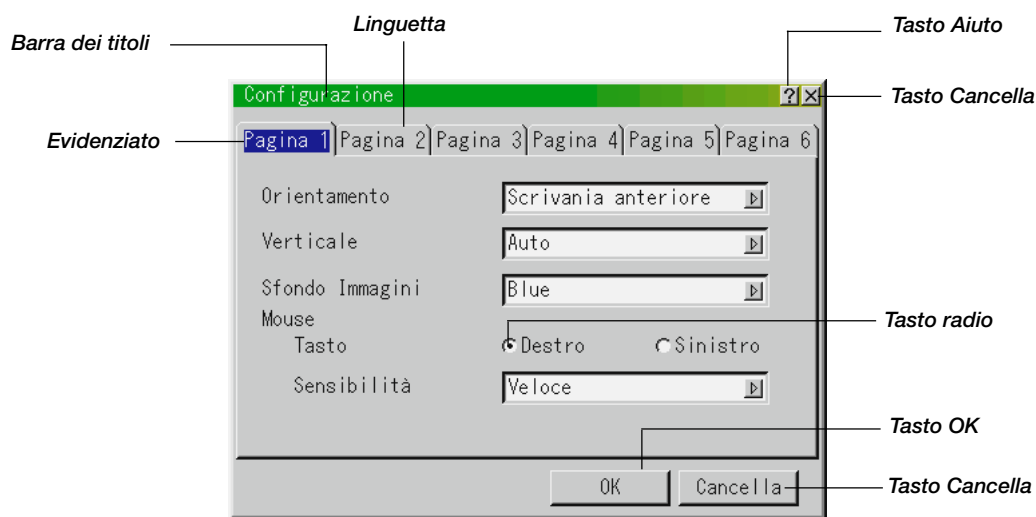 Linguetta
Tasto Aiuto
Barra dei titoli
Configurazione ? ×
Tasto Cancella
Evidenziato
Pagina 1 Pagina 2 Pagina 3 Pagina 4 Pagina 5 Pagina 6
Orientamento Scrivania anteriore
Verticale Auto
Sfondo Immagini Blue
Mouse
Tasto Destro Sinistro
Tasto radio
Sensibilità Veloce
Tasto OK
OK Cancella
Tasto Cancella